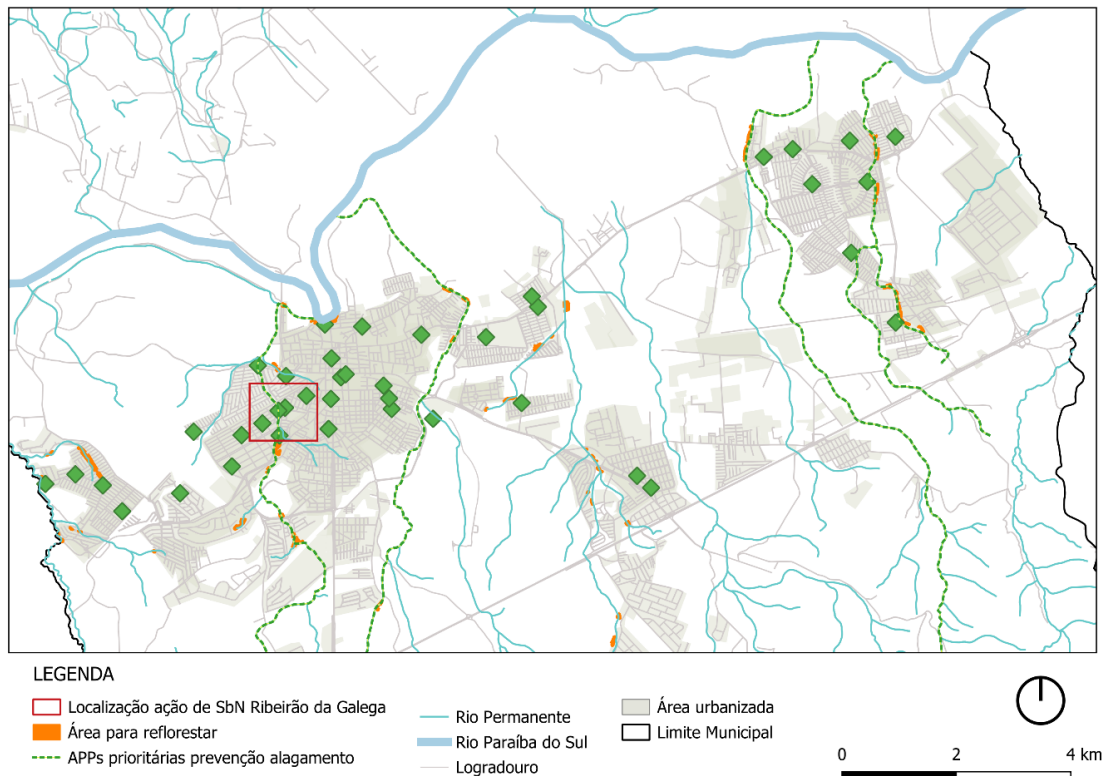 LEGENDA
Localização ação de SbN Ribeirão da Galega
Área para reflorestar
APPs prioritárias prevenção alagamento
Rio Permanente
Rio Paraíba do Sul
Logradouro
Área urbanizada
Limite Municipal
0 2 4 km